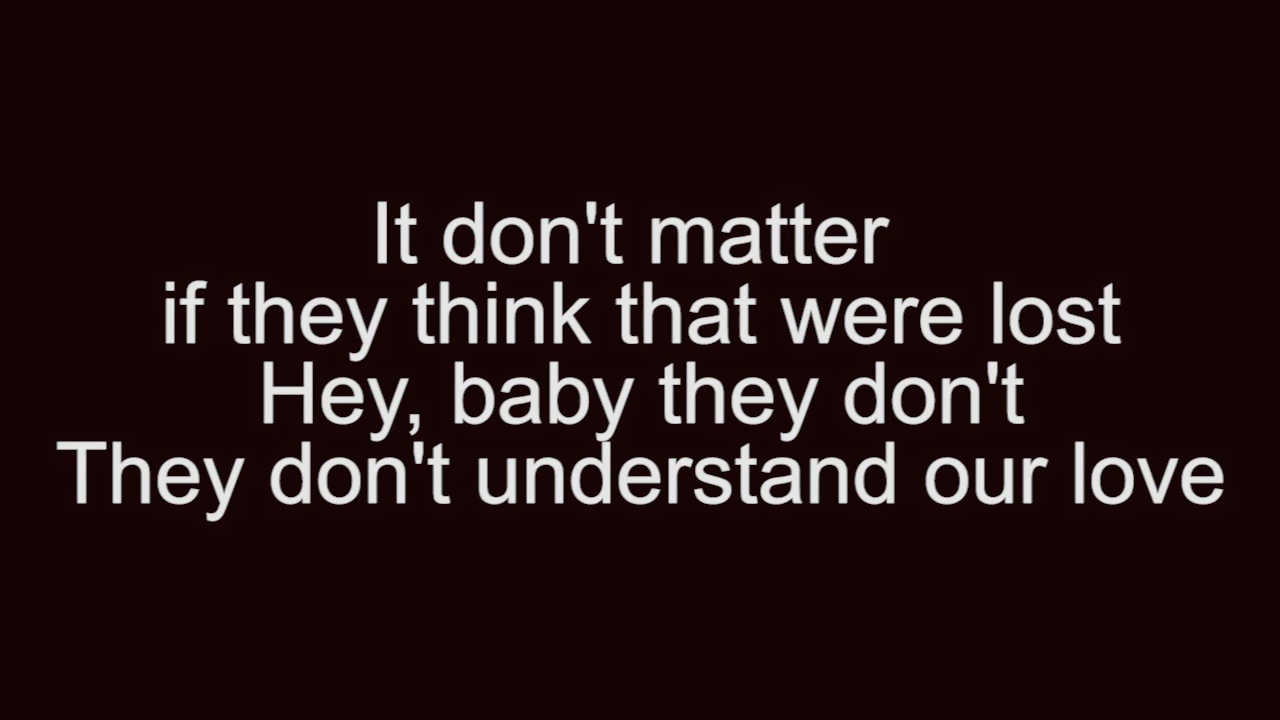 It don't matter
if they think that were lost
Hey, baby they don't
They don't understand our love